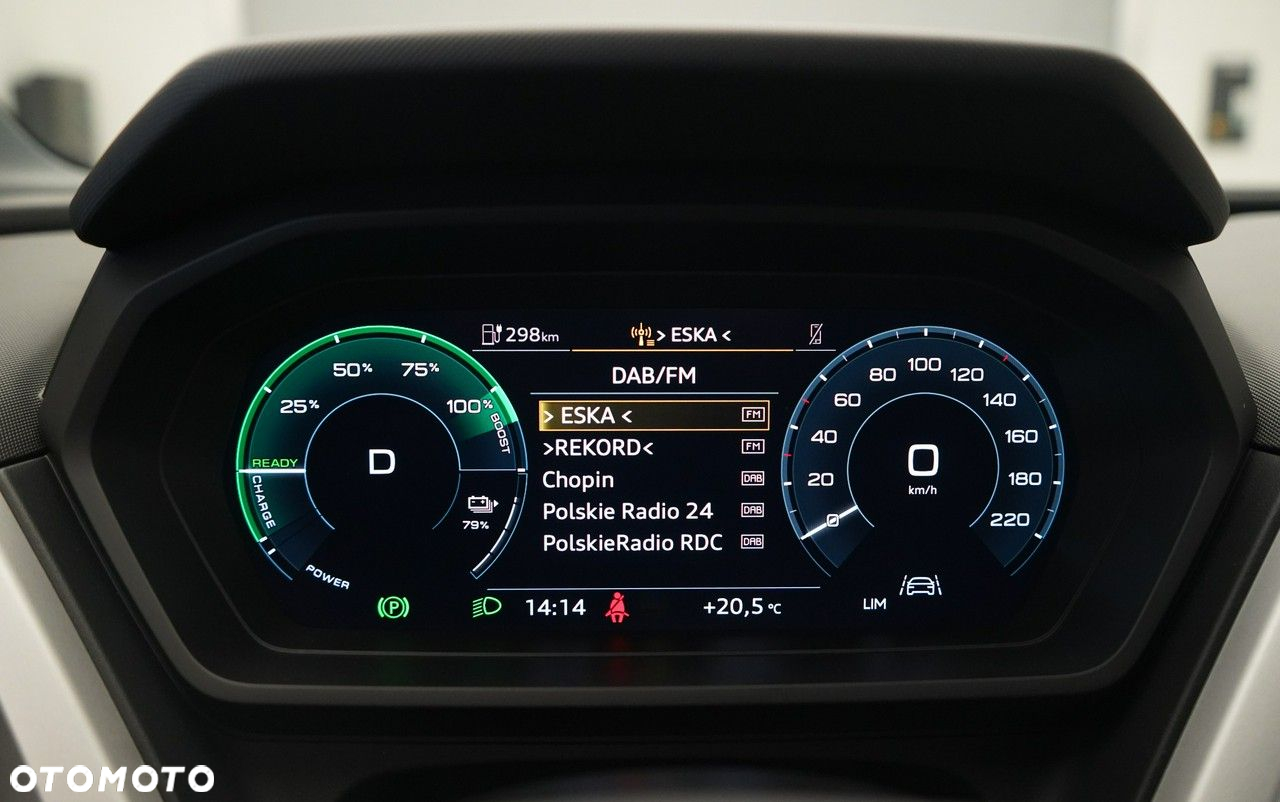 298km
> ESKA <
DAB/FM
> ESKA < FM
>REKORD< FM
Chopin DAB
Polskie Radio 24 DAB
PolskieRadio RDC DAB
25%
50%
75%
100%
BOOST
READY
CHARGE
POWER
D
79%
0
20
40
60
80
100
120
140
160
180
220
0
km/h
P
14:14
+20,5 °C
LIM
OTOMOTO